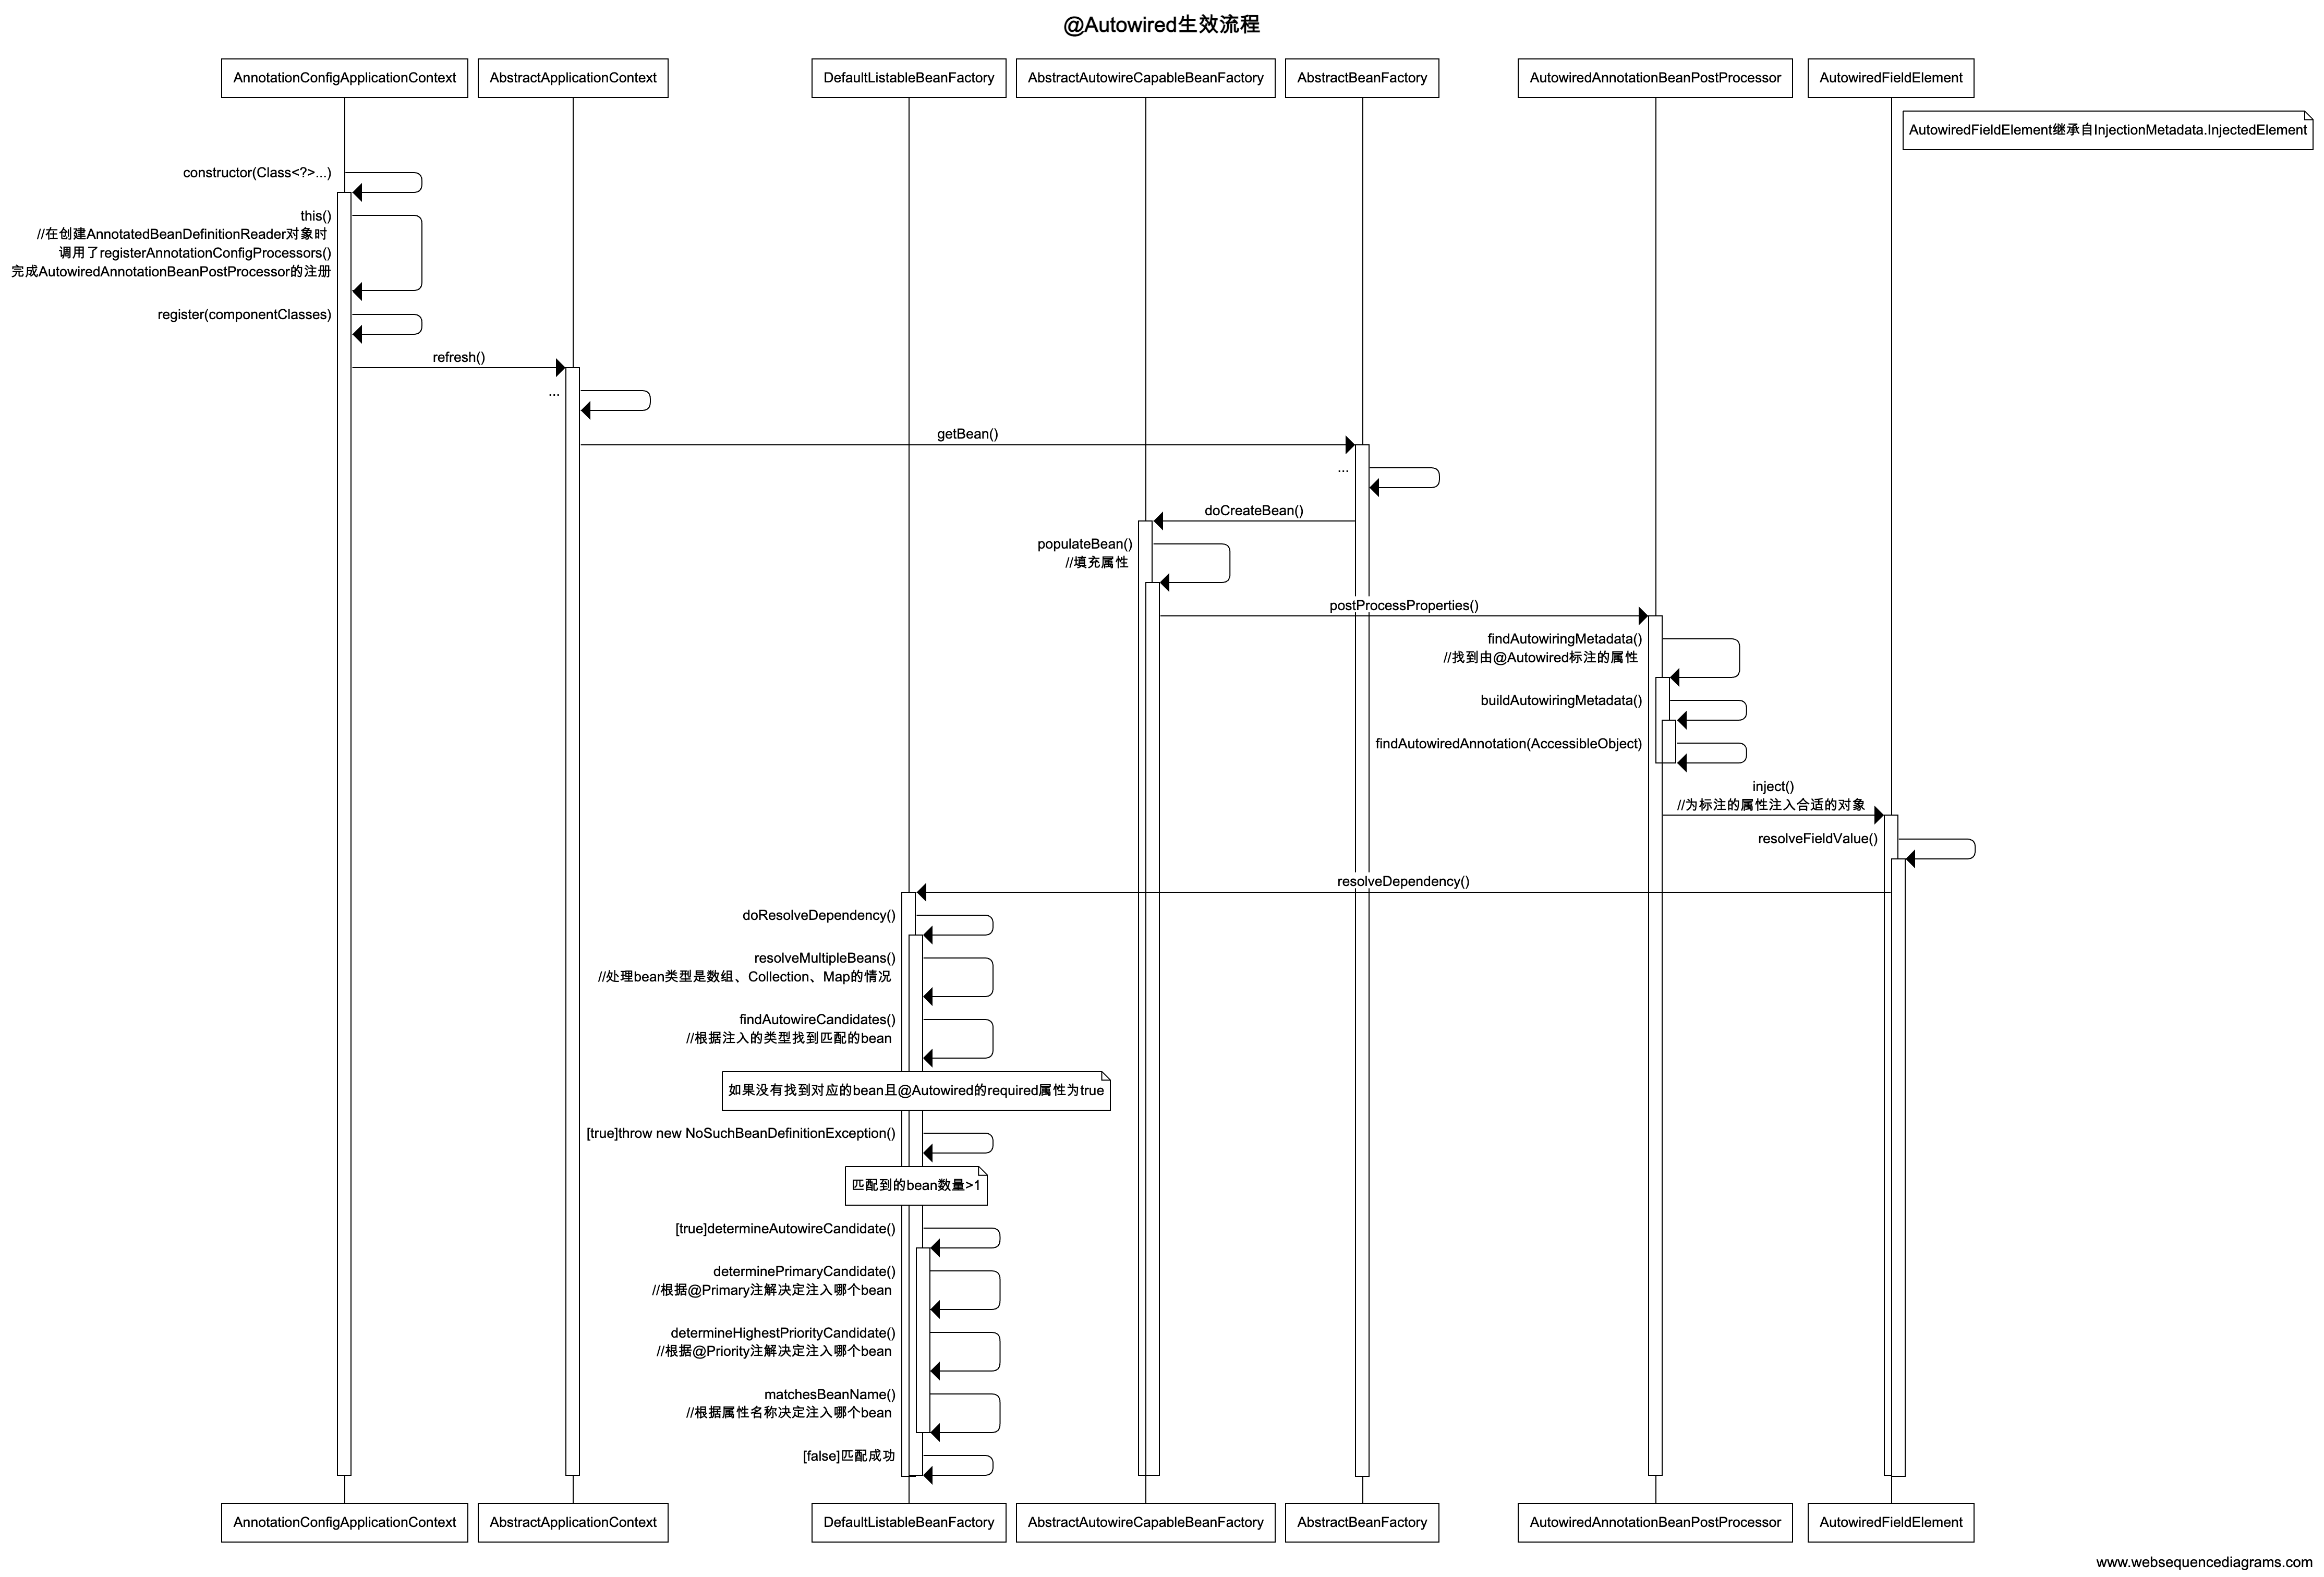 @Autowired生效流程
AnnotationConfigApplicationContext
AbstractApplicationContext
DefaultListableBeanFactory
AbstractAutowireCapableBeanFactory
AbstractBeanFactory
AutowiredAnnotationBeanPostProcessor
AutowiredFieldElement
AutowiredFieldElement继承自InjectionMetadata.InjectedElement
constructor(Class<?>...)
this()
//在创建AnnotatedBeanDefinitionReader对象时
调用了registerAnnotationConfigProcessors()
完成AutowiredAnnotationBeanPostProcessor的注册
register(componentClasses)
refresh()
...
getBean()
...
doCreateBean()
populateBean()
//填充属性
postProcessProperties()
findAutowiringMetadata()
//找到由@Autowired标注的属性
buildAutowiringMetadata()
findAutowiredAnnotation(AccessibleObject)
inject()
//为标注的属性注入合适的对象
resolveFieldValue()
resolveDependency()
doResolveDependency()
resolveMultipleBeans()
//处理bean类型是数组、Collection、Map的情况
findAutowireCandidates()
//根据注入的类型找到匹配的bean
如果没有找到对应的bean且@Autowired的required属性为true
[true]throw new NoSuchBeanDefinitionException()
匹配到的bean数量>1
[true]determineAutowireCandidate()
determinePrimaryCandidate()
//根据@Primary注解决定注入哪个bean
determineHighestPriorityCandidate()
//根据@Priority注解决定注入哪个bean
matchesBeanName()
//根据属性名称决定注入哪个bean
[false]匹配成功
AnnotationConfigApplicationContext
AbstractApplicationContext
DefaultListableBeanFactory
AbstractAutowireCapableBeanFactory
AbstractBeanFactory
AutowiredAnnotationBeanPostProcessor
AutowiredFieldElement
www.websequencediagrams.com